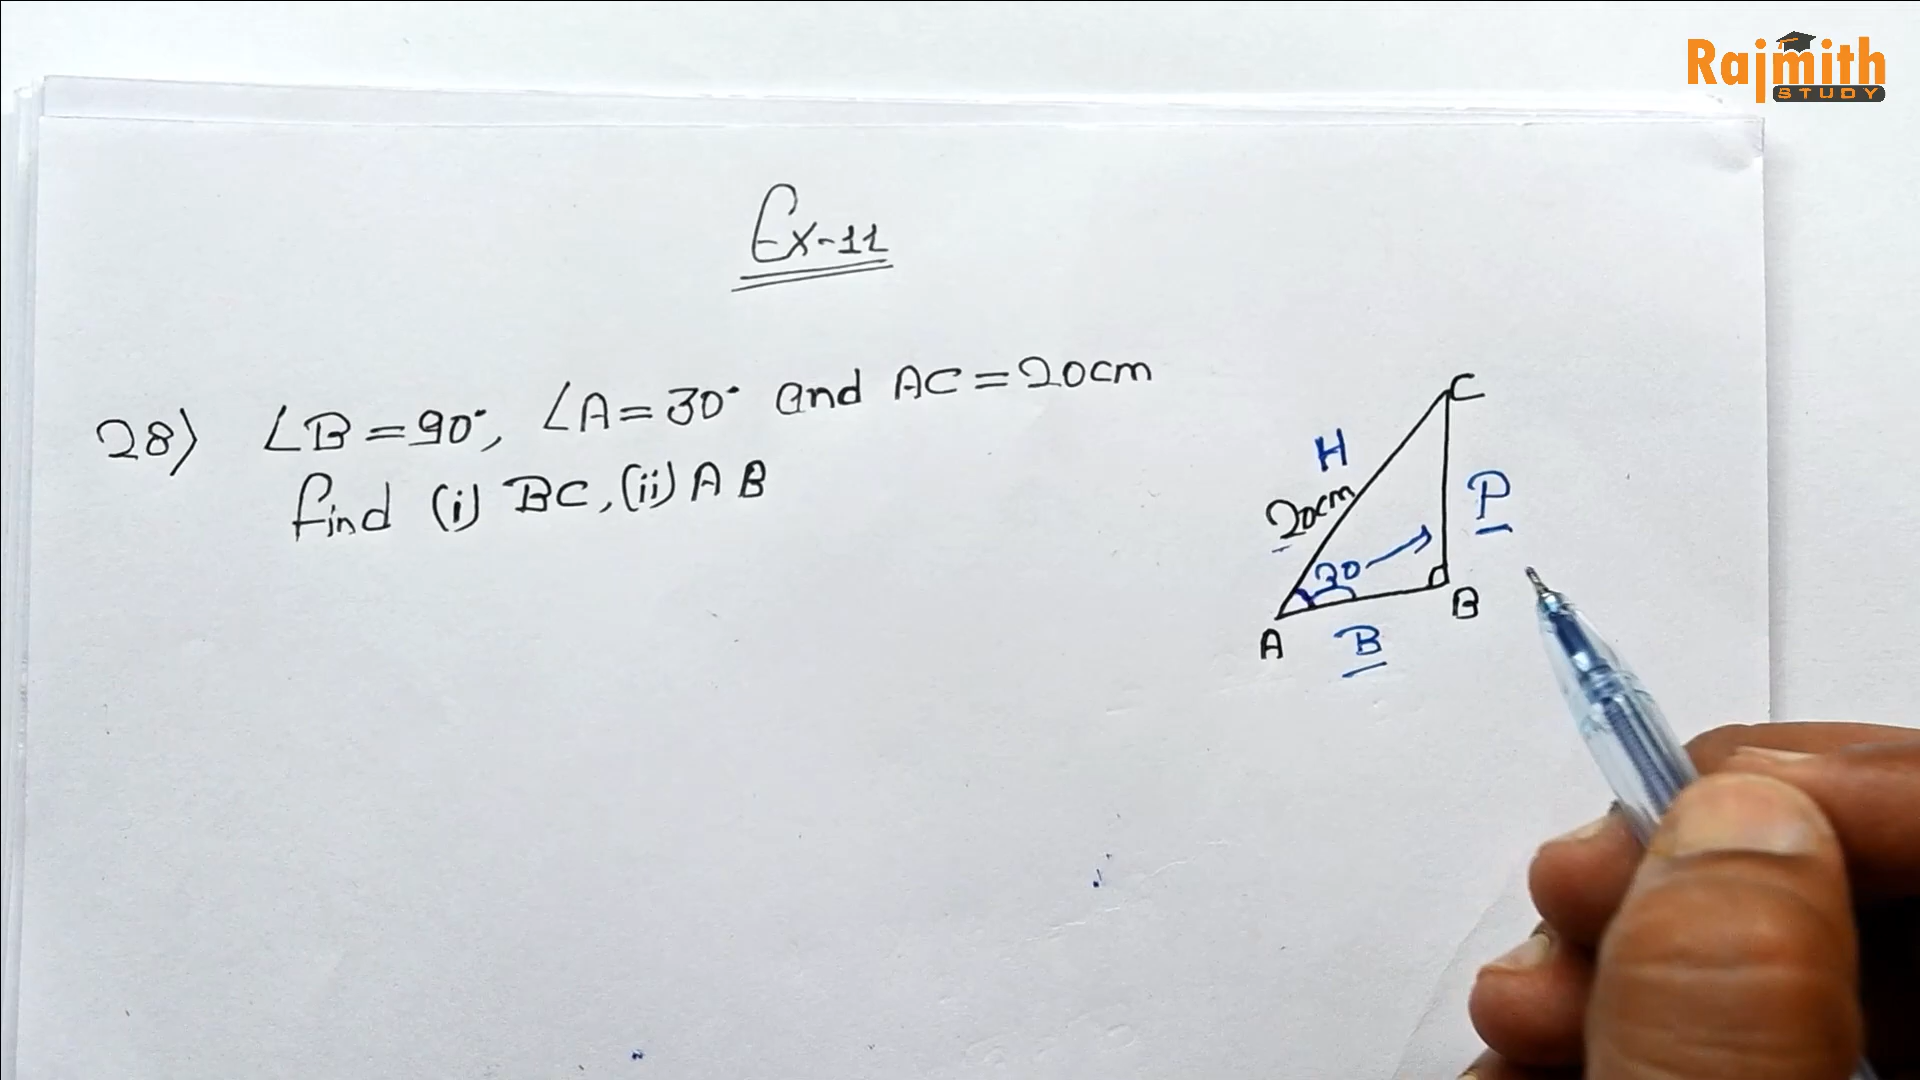 Rajmith
STUDY
Ex-11
28) ∠B=90°, ∠A=30° and AC=20cm
find (i) BC, (ii) AB
C
H
P
20cm
30
B
A
B